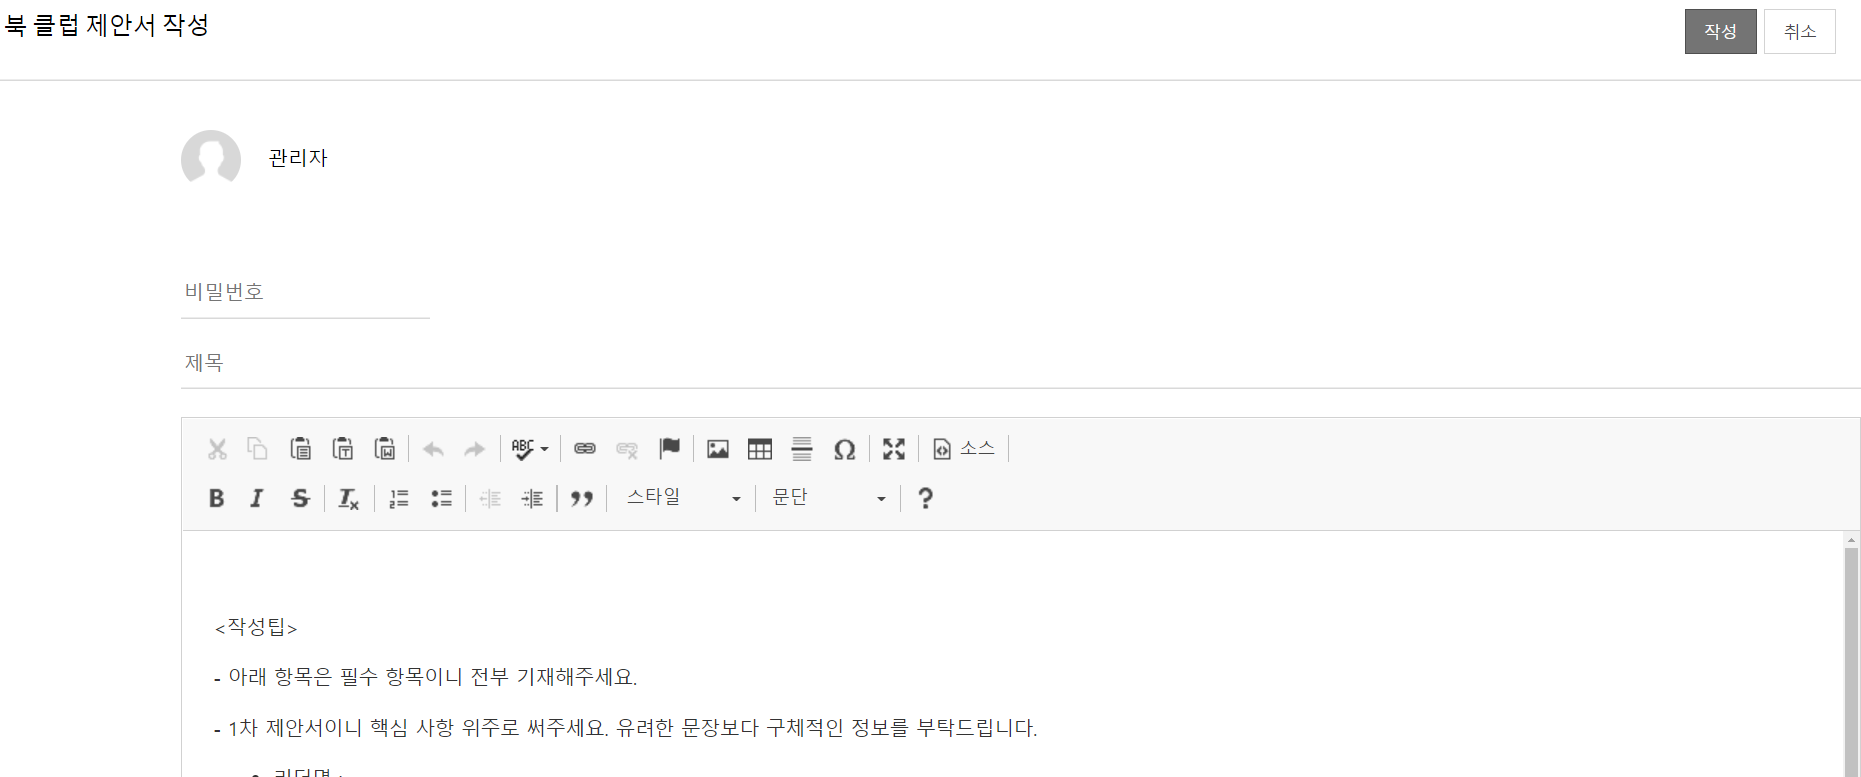 북 클럽 제안서 작성
작성 취소
관리자
비밀번호
제목
ABC 소스
B I S Tx 스타일 문단 ?
<작성팁>
- 아래 항목은 필수 항목이니 전부 기재해주세요.
- 1차 제안서이니 핵심 사항 위주로 써주세요. 유려한 문장보다 구체적인 정보를 부탁드립니다.